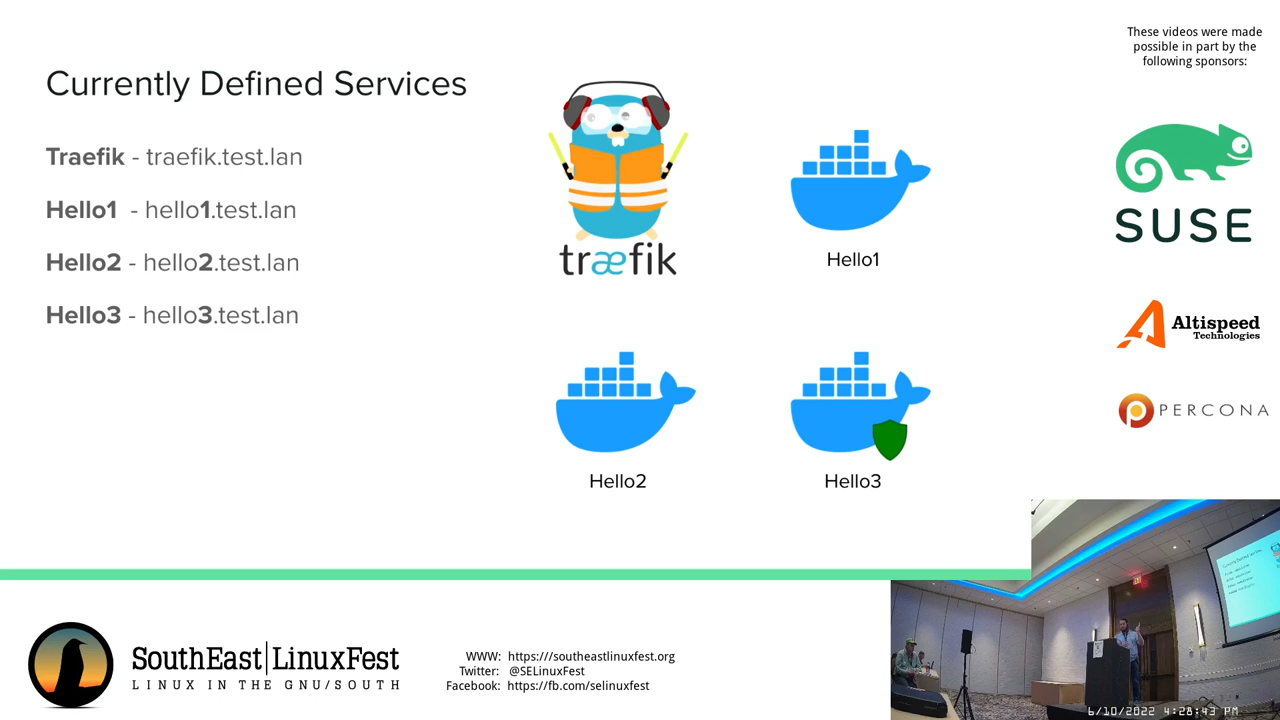 Currently Defined Services
Traefik - traefik.test.lan
Hello1 - hello1.test.lan
Hello2 - hello2.test.lan
Hello3 - hello3.test.lan
træfik
Hello1
Hello2
Hello3
These videos were made
possible in part by the
following sponsors:
SUSE
Altispeed
Technologies
PERCONA
SouthEast|LinuxFest
LINUX IN THE GNU/SOUTH
WWW: https:///southeastlinuxfest.org
Twitter: @SELinuxFest
Facebook: https://fb.com/selinuxfest
6/10/2022 4:28:43 PM